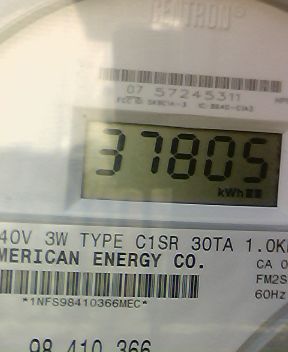 CENTRON®
07 57245311
37805
kWh
40V 3W TYPE C1SR 30TA 1.0K
MERICAN ENERGY CO.
CA 0
FM2S
60Hz
*1NFS98410366MEC*
98 410 366